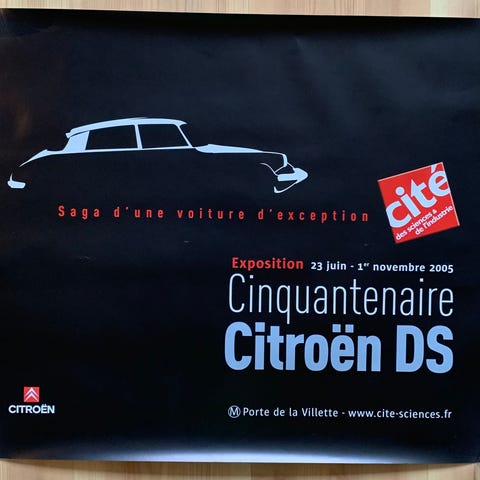 Saga d'une voiture d'exception
cité
des sciences &
de l'industrie
Exposition 23 juin - 1er novembre 2005
Cinquantenaire
Citroën DS
CITROËN
M Porte de la Villette - www.cite-sciences.fr